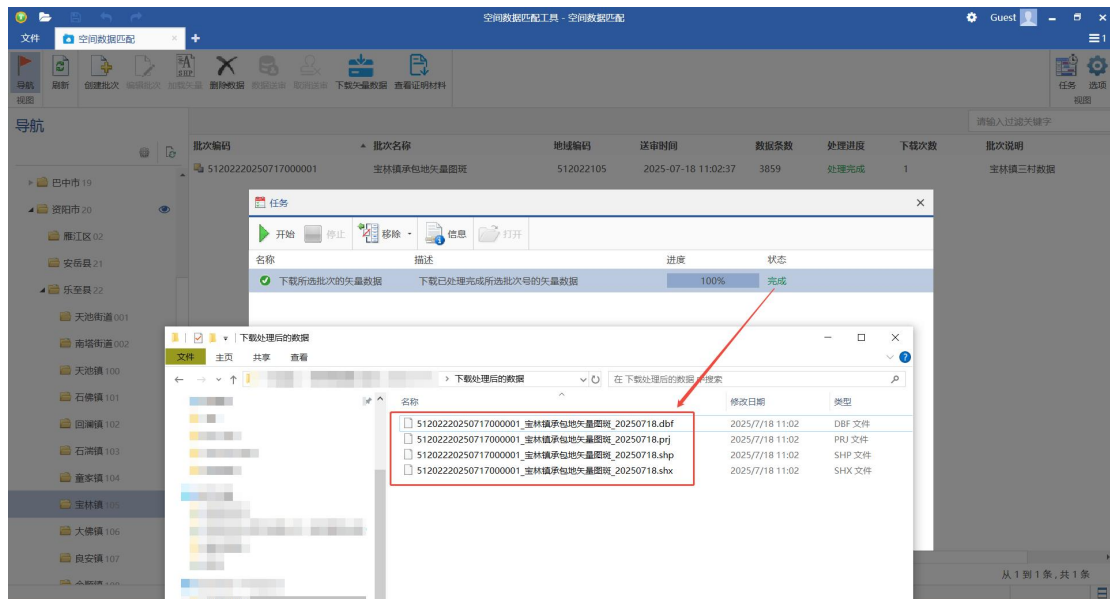 空间数据匹配工具 - 空间数据匹配
Guest
文件 空间数据匹配 × + 1
导航 刷新 创建批次 编辑批次 加载矢量 删除数据 数据送审 取消送审 下载矢量数据 查看证明材料 任务 选项
视图 视图
导航 请输入过滤关键字
批次编码 批次名称 地域编码 送审时间 数据条数 处理进度 下载次数 批次说明
51202220250717000001 宝林镇承包地矢量图斑 512022105 2025-07-18 11:02:37 3859 处理完成 1 宝林镇三村数据
巴中市 19
资阳市 20
雁江区 02
安岳县 21
乐至县 22
天池街道 001
南塔街道 002
天池镇 100
石佛镇 101
回澜镇 102
石湍镇 103
童家镇 104
宝林镇 105
大佛镇 106
良安镇 107
任务
开始 停止 移除 信息 打开
名称 描述 进度 状态
下载所选批次的矢量数据 下载已处理完成所选批次号的矢量数据 100% 完成
下载处理后的数据
文件 主页 共享 查看
下载处理后的数据 在 下载处理后的数据 中搜索
名称 修改日期 类型
51202220250717000001_宝林镇承包地矢量图斑_20250718.dbf 2025/7/18 11:02 DBF 文件
51202220250717000001_宝林镇承包地矢量图斑_20250718.prj 2025/7/18 11:02 PRJ 文件
51202220250717000001_宝林镇承包地矢量图斑_20250718.shp 2025/7/18 11:02 SHP 文件
51202220250717000001_宝林镇承包地矢量图斑_20250718.shx 2025/7/18 11:02 SHX 文件
从 1 到 1 条 , 共 1 条